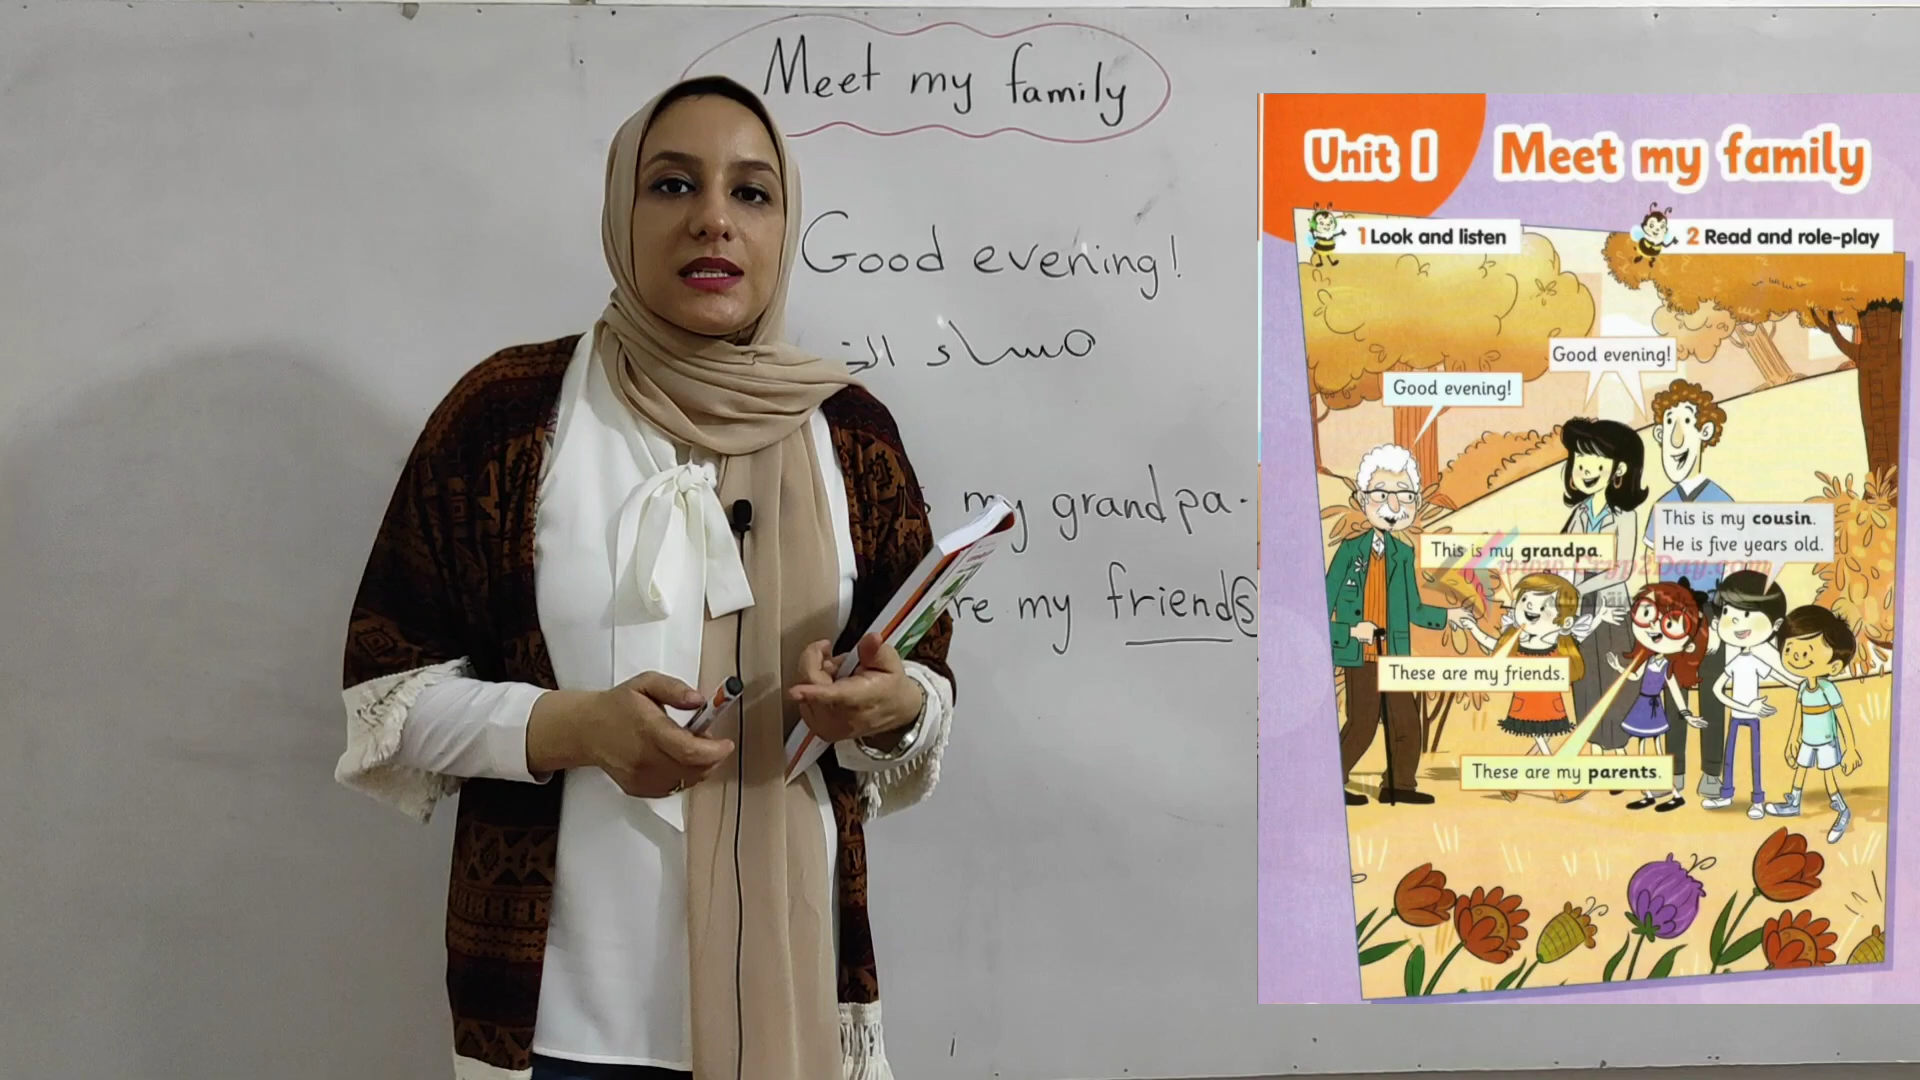 Meet my family
Good evening!
مساء
my grandpa.
my friends
Unit 1 Meet my family
1 Look and listen
2 Read and role-play
Good evening!
Good evening!
This is my cousin.
He is five years old.
This is my grandpa.
These are my friends.
These are my parents.